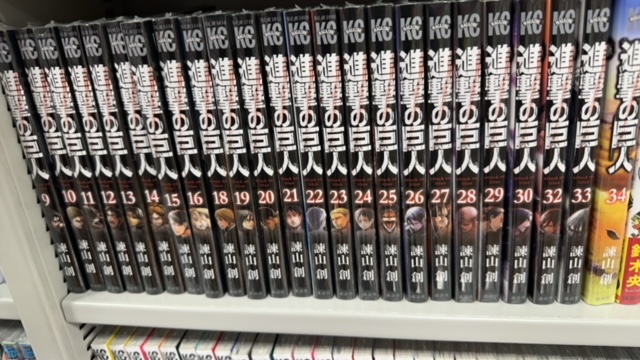 KC 進撃の巨人 9 諫山創
KC 進撃の巨人 10 諫山創
KC 進撃の巨人 11 諫山創
KC 進撃の巨人 12 諫山創
KC 進撃の巨人 13 諫山創
KC 進撃の巨人 14 諫山創
KC 進撃の巨人 15 諫山創
KC 進撃の巨人 16 諫山創
KC 進撃の巨人 18 諫山創
KC 進撃の巨人 19 諫山創
KC 進撃の巨人 20 諫山創
KC 進撃の巨人 21 諫山創
KC 進撃の巨人 22 諫山創
KC 進撃の巨人 23 諫山創
KC 進撃の巨人 24 諫山創
KC 進撃の巨人 25 諫山創
KC 進撃の巨人 26 諫山創
KC 進撃の巨人 27 諫山創
KC 進撃の巨人 28 諫山創
KC 進撃の巨人 29 諫山創
KC 進撃の巨人 30 諫山創
KC 進撃の巨人 32 諫山創
KC 進撃の巨人 33 諫山創
KC 進撃の巨人 34 諫山創
鈴木央